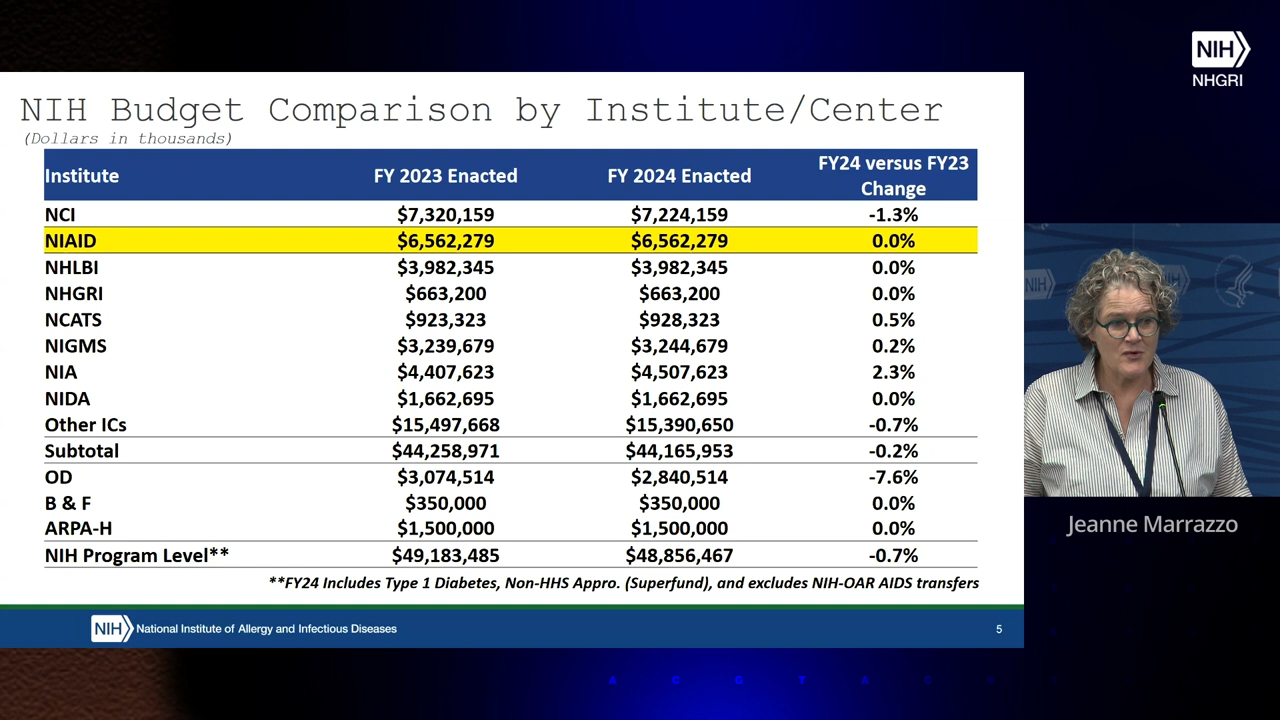 NIH
NHGRI
NIH Budget Comparison by Institute/Center
(Dollars in thousands)
Institute FY 2023 Enacted FY 2024 Enacted FY24 versus FY23 Change
NCI $7,320,159 $7,224,159 -1.3%
NIAID $6,562,279 $6,562,279 0.0%
NHLBI $3,982,345 $3,982,345 0.0%
NHGRI $663,200 $663,200 0.0%
NCATS $923,323 $928,323 0.5%
NIGMS $3,239,679 $3,244,679 0.2%
NIA $4,407,623 $4,507,623 2.3%
NIDA $1,662,695 $1,662,695 0.0%
Other ICs $15,497,668 $15,390,650 -0.7%
Subtotal $44,258,971 $44,165,953 -0.2%
OD $3,074,514 $2,840,514 -7.6%
B & F $350,000 $350,000 0.0%
ARPA-H $1,500,000 $1,500,000 0.0%
NIH Program Level** $49,183,485 $48,856,467 -0.7%
**FY24 Includes Type 1 Diabetes, Non-HHS Appro. (Superfund), and excludes NIH-OAR AIDS transfers
NIH National Institute of Allergy and Infectious Diseases 5
NIH
NIH
Jeanne Marrazzo
A C G T A C